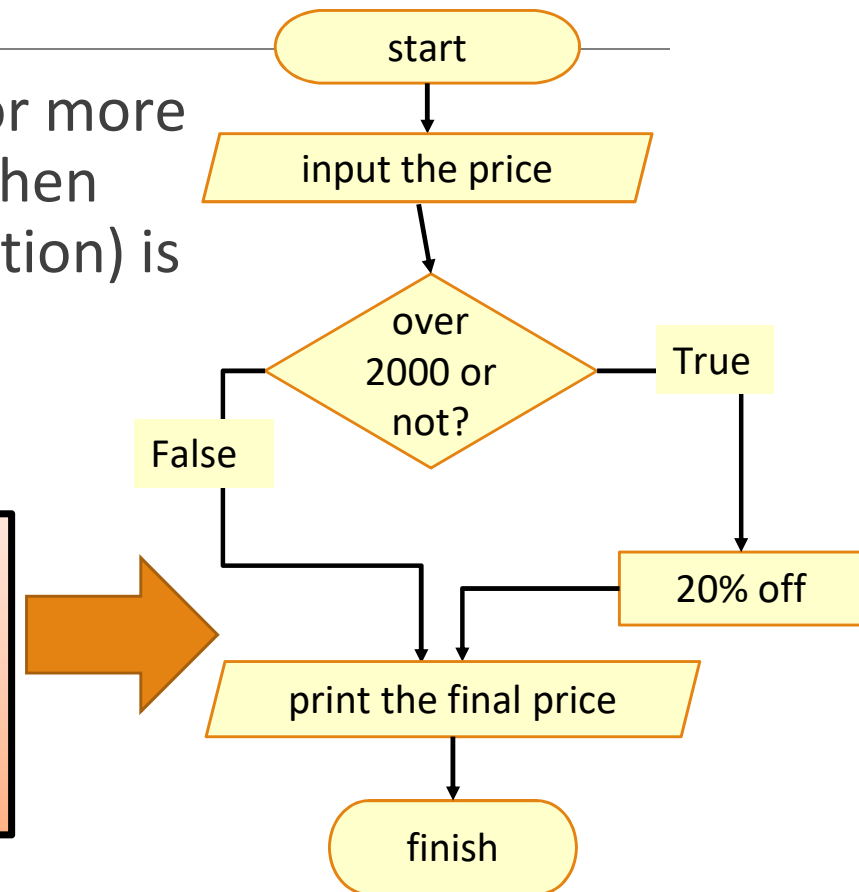 or more
hen
tion) is
start
input the price
over
2000 or
not?
True
False
20% off
print the final price
finish